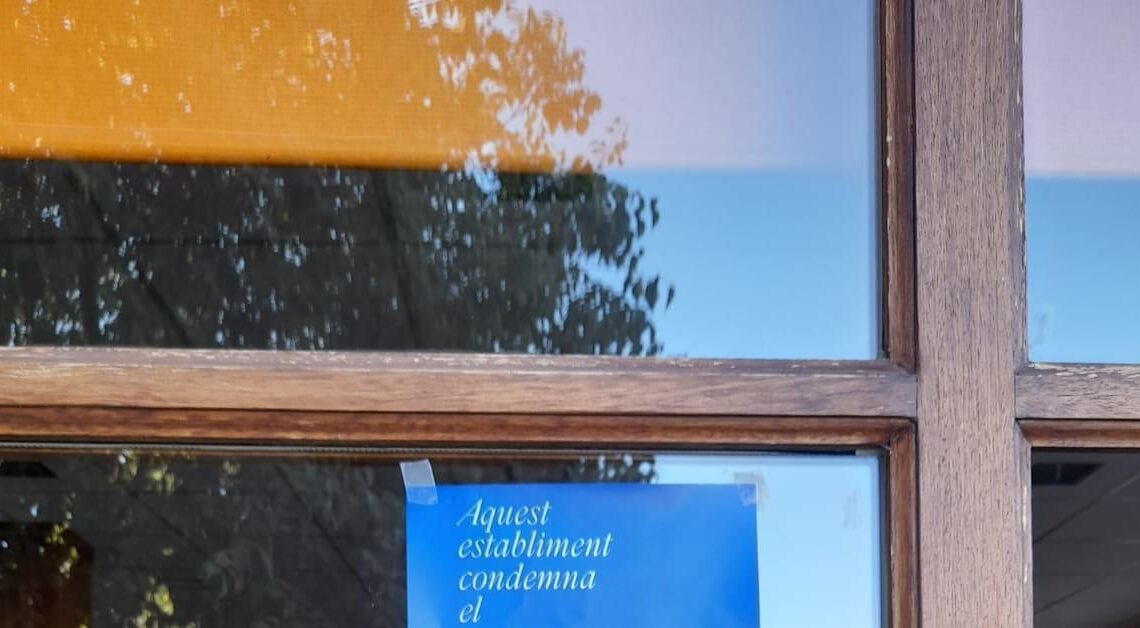 Aquest
establiment
condemna
el